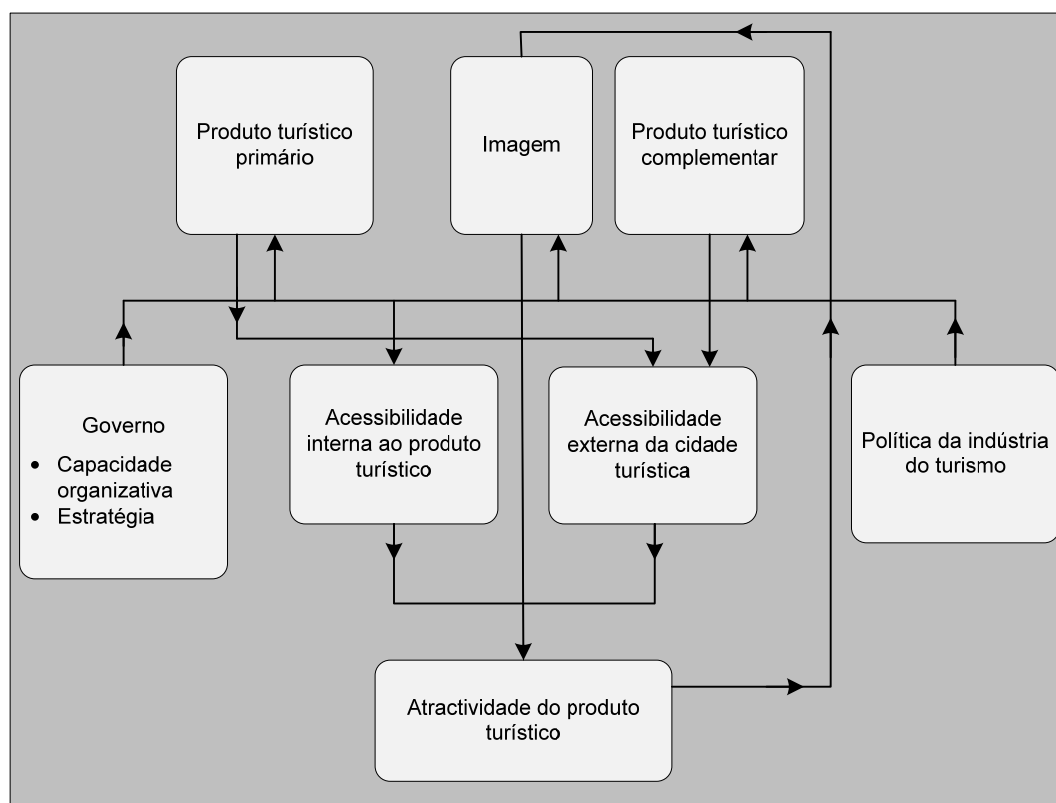 Produto turístico
primário
Imagem
Produto turístico
complementar
Governo
• Capacidade
organizativa
• Estratégia
Acessibilidade
interna ao produto
turístico
Acessibilidade
externa da cidade
turística
Política da indústria
do turismo
Atractividade do produto
turístico